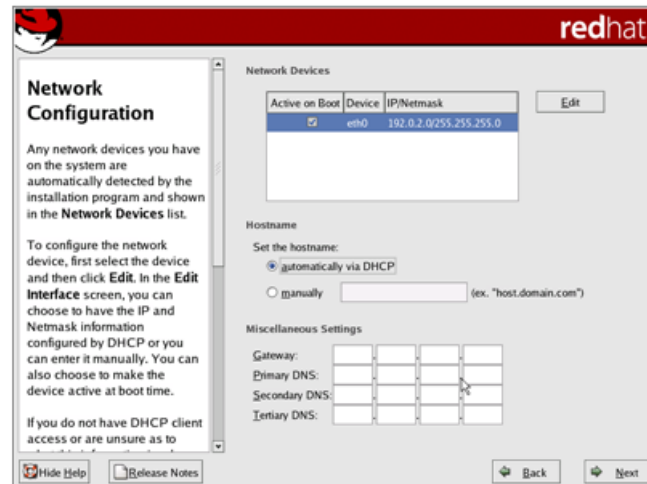 redhat
Network
Configuration
Any network devices you have
on the system are
automatically detected by the
installation program and shown
in the Network Devices list.
To configure the network
device, first select the device
and then click Edit. In the Edit
Interface screen, you can
choose to have the IP and
Netmask information
configured by DHCP or you
can enter it manually. You can
also choose to make the
device active at boot time.
If you do not have DHCP client
access or are unsure as to
Network Devices
Active on Boot Device IP/Netmask
eth0 192.0.2.0/255.255.255.0
Edit
Hostname
Set the hostname:
automatically via DHCP
manually (ex. "host.domain.com")
Miscellaneous Settings
Gateway:
Primary DNS:
Secondary DNS:
Tertiary DNS:
Hide Help Release Notes Back Next